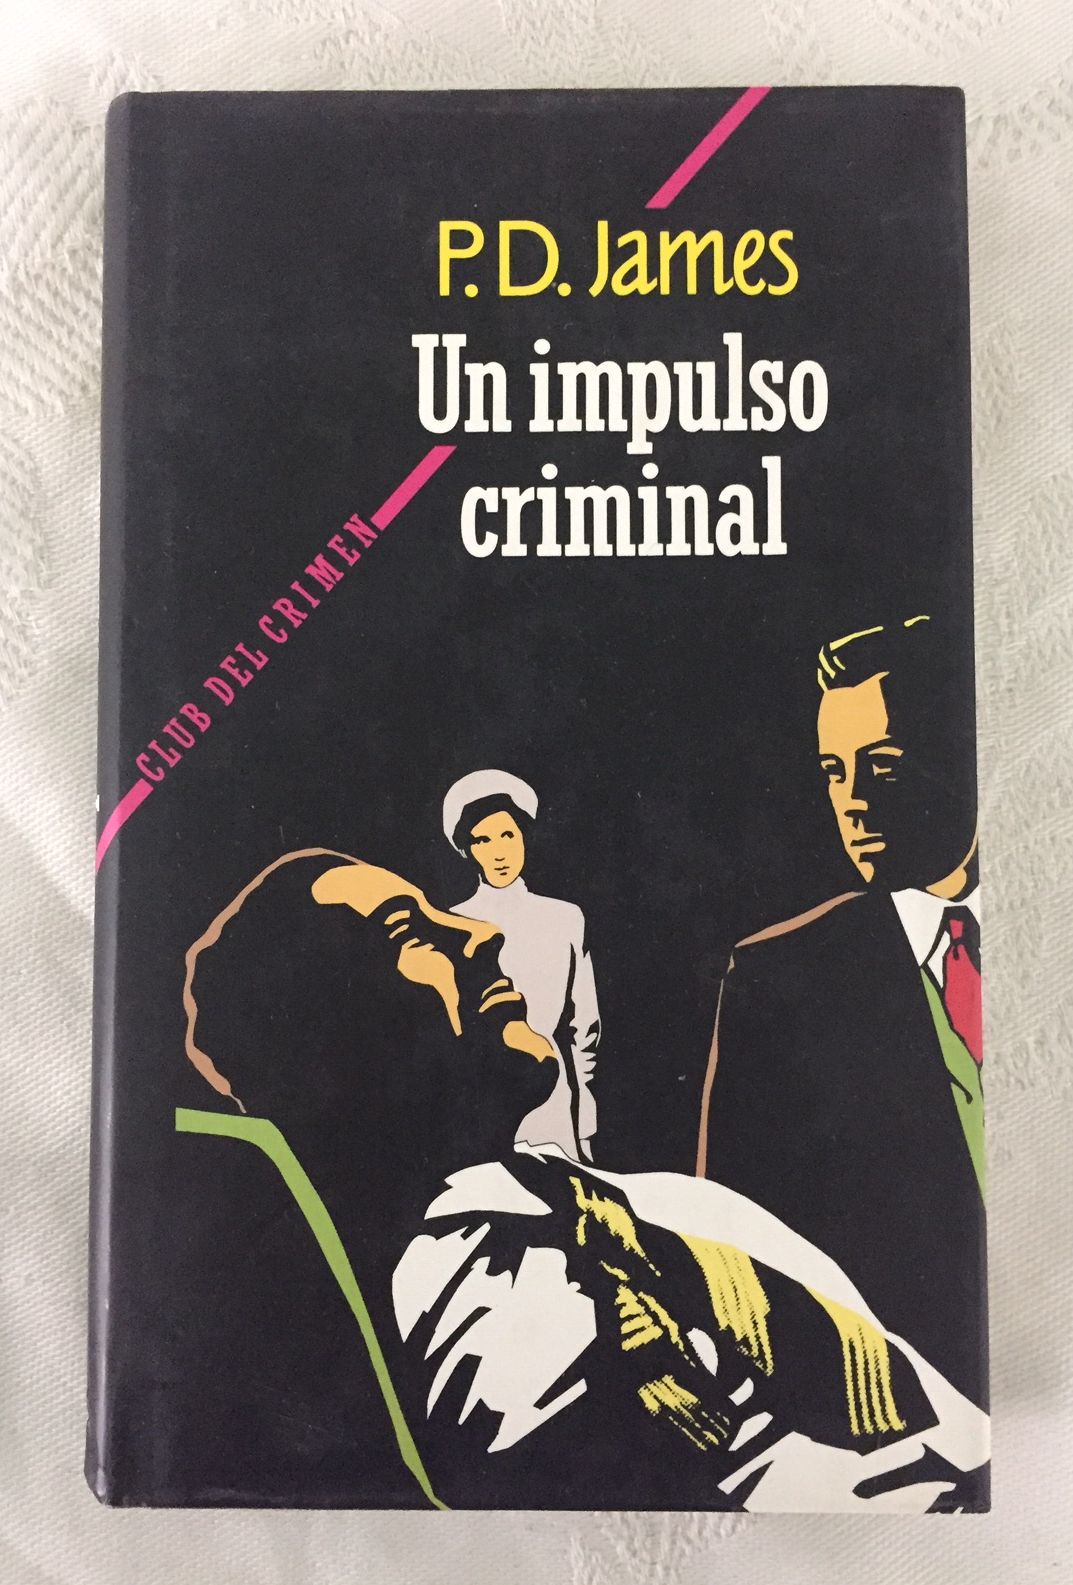 P.D. James
Un impulso
criminal
CLUB DEL CRIMEN